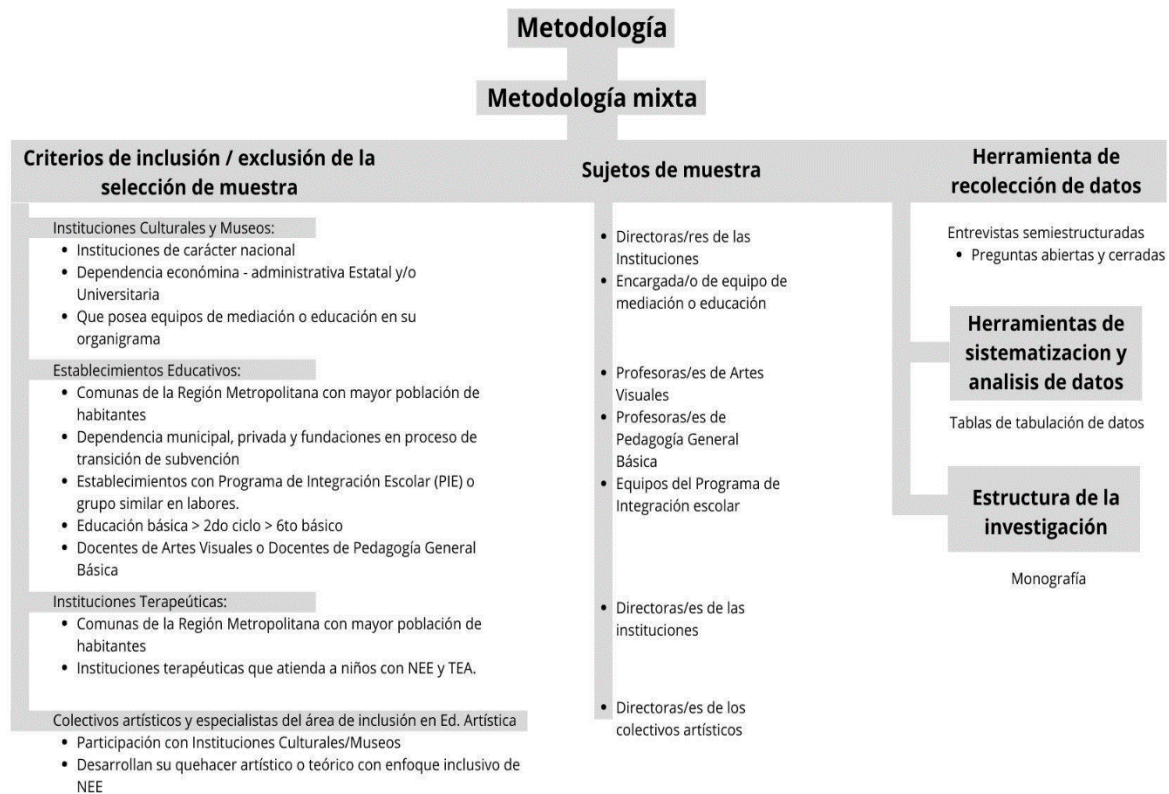 Metodología
Metodología mixta
Criterios de inclusión / exclusión de la
selección de muestra
Instituciones Culturales y Museos:
• Instituciones de carácter nacional
• Dependencia económina - administrativa Estatal y/o
Universitaria
• Que posea equipos de mediación o educación en su
organigrama
Establecimientos Educativos:
• Comunas de la Región Metropolitana con mayor población de
habitantes
• Dependencia municipal, privada y fundaciones en proceso de
transición de subvención
• Establecimientos con Programa de Integración Escolar (PIE) o
grupo similar en labores.
• Educación básica > 2do ciclo > 6to básico
• Docentes de Artes Visuales o Docentes de Pedagogía General
Básica
Instituciones Terapeúticas:
• Comunas de la Región Metropolitana con mayor población de
habitantes
• Instituciones terapéuticas que atienda a niños con NEE y TEA.
Colectivos artísticos y especialistas del área de inclusión en Ed. Artística
• Participación con Instituciones Culturales/Museos
• Desarrollan su quehacer artístico o teórico con enfoque inclusivo de
NEE
Sujetos de muestra
• Directoras/res de las
Instituciones
• Encargada/o de equipo de
mediación o educación
• Profesoras/es de Artes
Visuales
• Profesoras/es de
Pedagogía General
Básica
• Equipos del Programa de
Integración escolar
• Directoras/es de las
instituciones
• Directoras/es de los
colectivos artísticos
Herramienta de
recolección de datos
Entrevistas semiestructuradas
• Preguntas abiertas y cerradas
Herramientas de
sistematizacion y
analisis de datos
Tablas de tabulación de datos
Estructura de la
investigación
Monografía